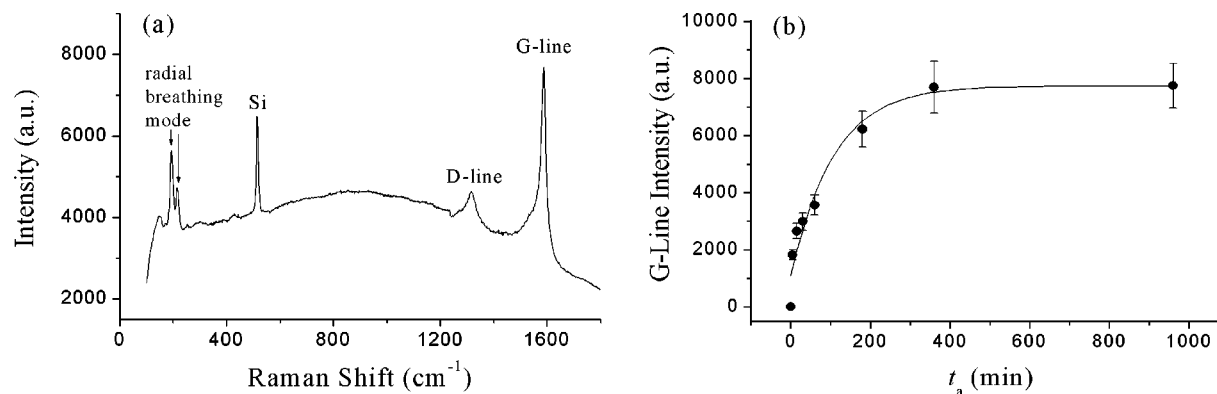 (a)
G-line
radial
breathing
mode
Si
D-line
8000
6000
4000
2000
Intensity (a.u.)
0 400 800 1200 1600
Raman Shift (cm⁻¹)
(b)
10000
8000
6000
4000
2000
0
G-Line Intensity (a.u.)
0 200 400 600 800 1000
tₐ (min)